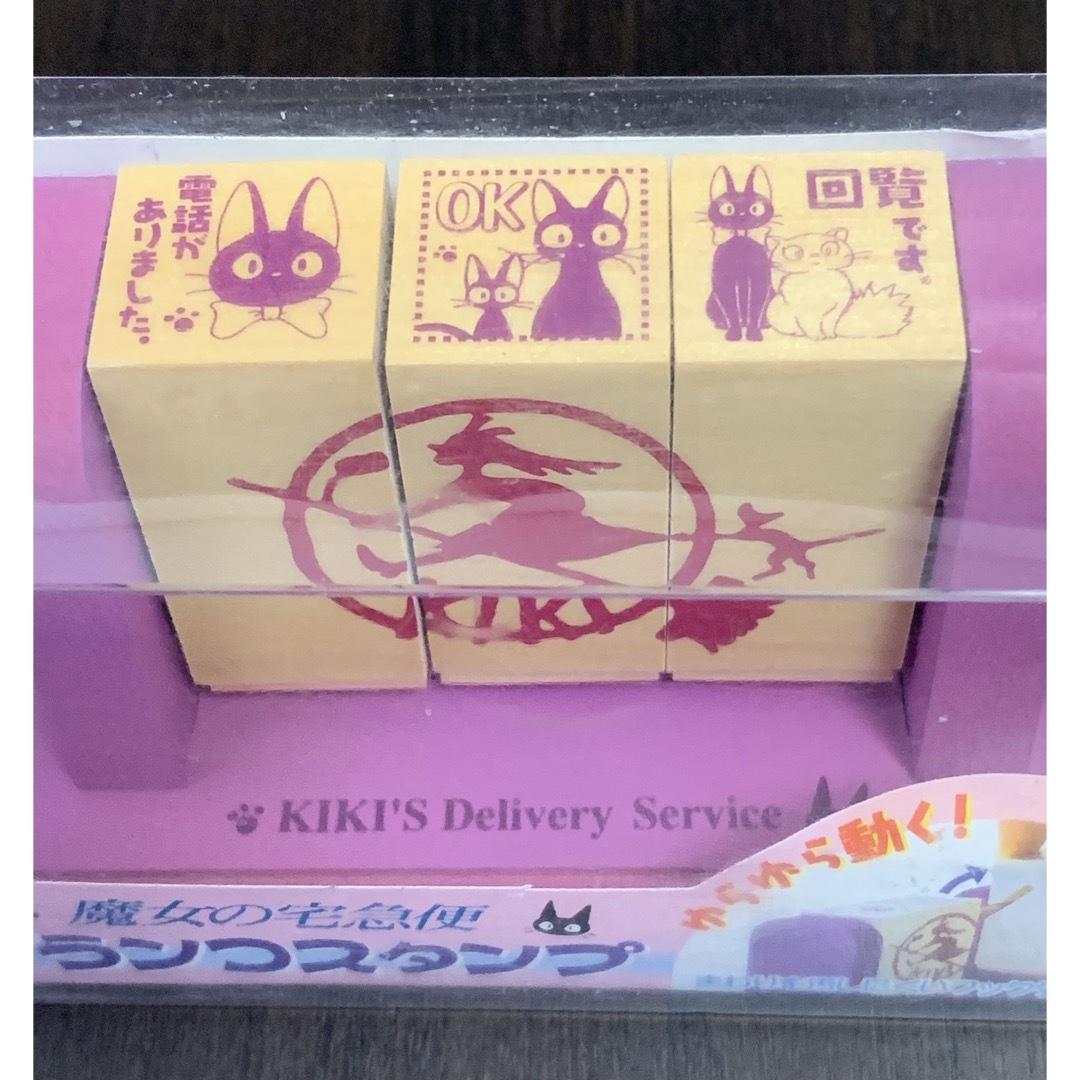 電話が
ありました。
OK
回覧です。
KIKI
KIKI'S Delivery Service
ゆらゆら動く!
魔女の宅急便
ランコスタンプ